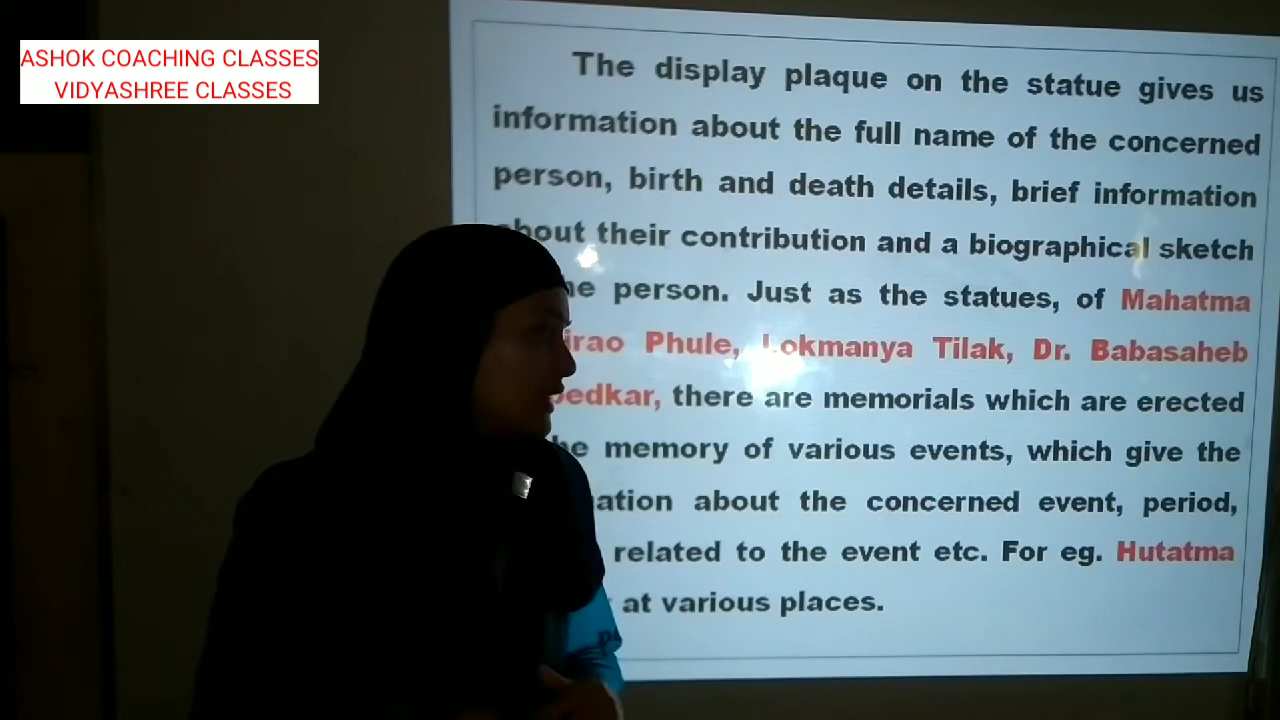 ASHOK COACHING CLASSES
VIDYASHREE CLASSES
The display plaque on the statue gives us
information about the full name of the concerned
person, birth and death details, brief information
about their contribution and a biographical sketch
person. Just as the statues, of Mahatma
Phule, Lokmanya Tilak, Dr. Babasaheb
there are memorials which are erected
memory of various events, which give the
about the concerned event, period,
related to the event etc. For eg. Hutatma
at various places.